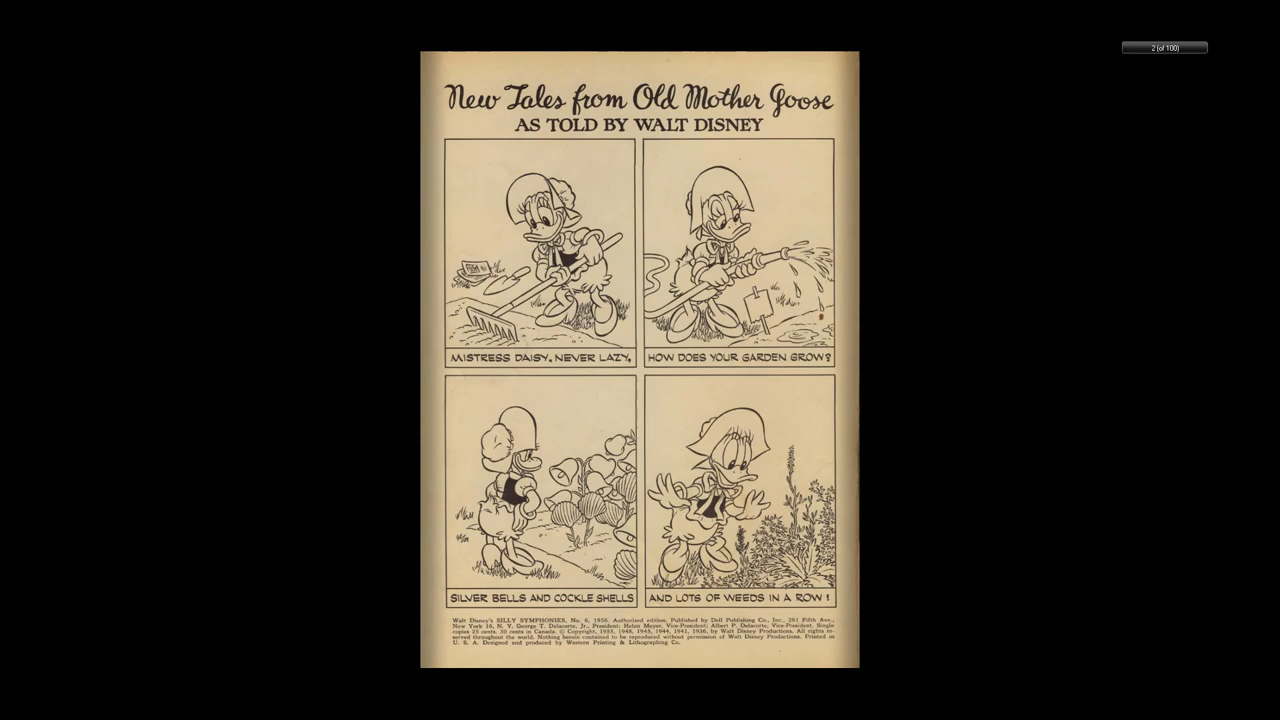 2 (of 100)
New Tales from Old Mother Goose
AS TOLD BY WALT DISNEY
MISTRESS DAISY, NEVER LAZY,
HOW DOES YOUR GARDEN GROW?
SILVER BELLS AND COCKLE SHELLS
AND LOTS OF WEEDS IN A ROW!
Walt Disney's SILLY SYMPHONIES, No. 6, 1956. Authorized edition. Published by Dell Publishing Co., Inc., 261 Fifth Ave.,
New York 16, N. Y. George T. Delacorte, Jr., President; Helen Meyer, Vice-President; Albert P. Delacorte, Vice-President. Single
copies 25 cents. 30 cents in Canada. © Copyright, 1955, 1948, 1945, 1944, 1941, 1936, by Walt Disney Productions. All rights re-
served throughout the world. Nothing herein contained to be reproduced without permission of Walt Disney Productions. Printed in
U. S. A. Designed and produced by Western Printing & Lithographing Co.